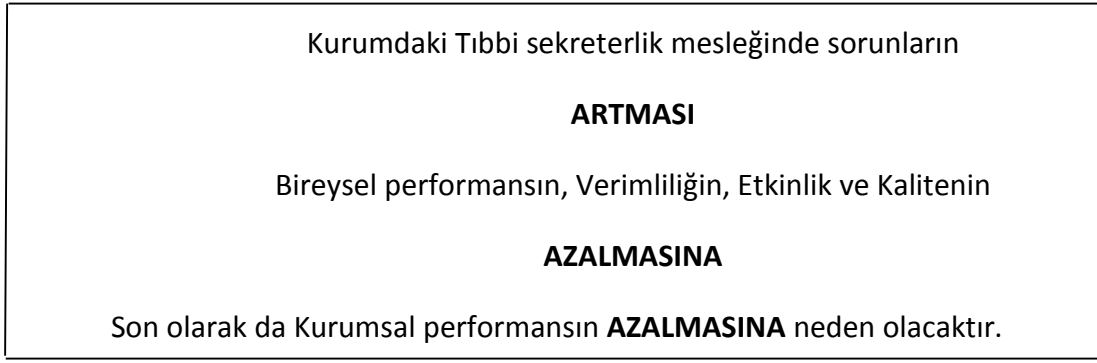 Kurumdaki Tıbbi sekreterlik mesleğinde sorunların
ARTMASI
Bireysel performansın, Verimliliğin, Etkinlik ve Kalitenin
AZALMASINA
Son olarak da Kurumsal performansın AZALMASINA neden olacaktır.